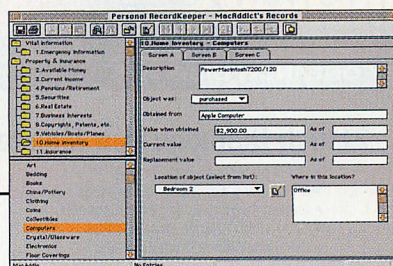 Personal RecordKeeper - MacAddict's Records
Vital Information
1.Emergency Information
Property & Insurance
2.Available Money
3.Current Income
4.Pensions/Retirement
5.Securities
6.Real Estate
7.Business Interests
8.Copyrights, Patents, etc.
9.Vehicles/Boats/Planes
10.Home Inventory
11.Insurance
Art
Bedding
Books
China/Pottery
Clothing
Coins
Collectibles
Computers
Crystal/Glassware
Electronics
Floor Coverings
10.Home Inventory - Computers
Screen A
Screen B
Screen C
Description
PowerMacintosh7200/120
Object was:
purchased
Obtained from
Apple Computer
Value when obtained
$2,900.00
As of
Current value
As of
Replacement value
As of
Location of object (select from list):
Bedroom 2
Where in this location?
Office
No Entries